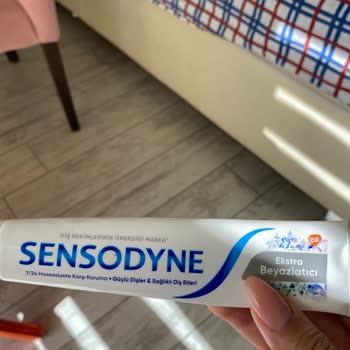 DİŞ HEKİMLERİNİN ÖNERDİĞİ MARKA*
SENSODYNE
7/24 Hassasiyete Karşı Koruma + Güçlü Dişler & Sağlıklı Diş Etleri
gsk
Ekstra
Beyazlatıcı